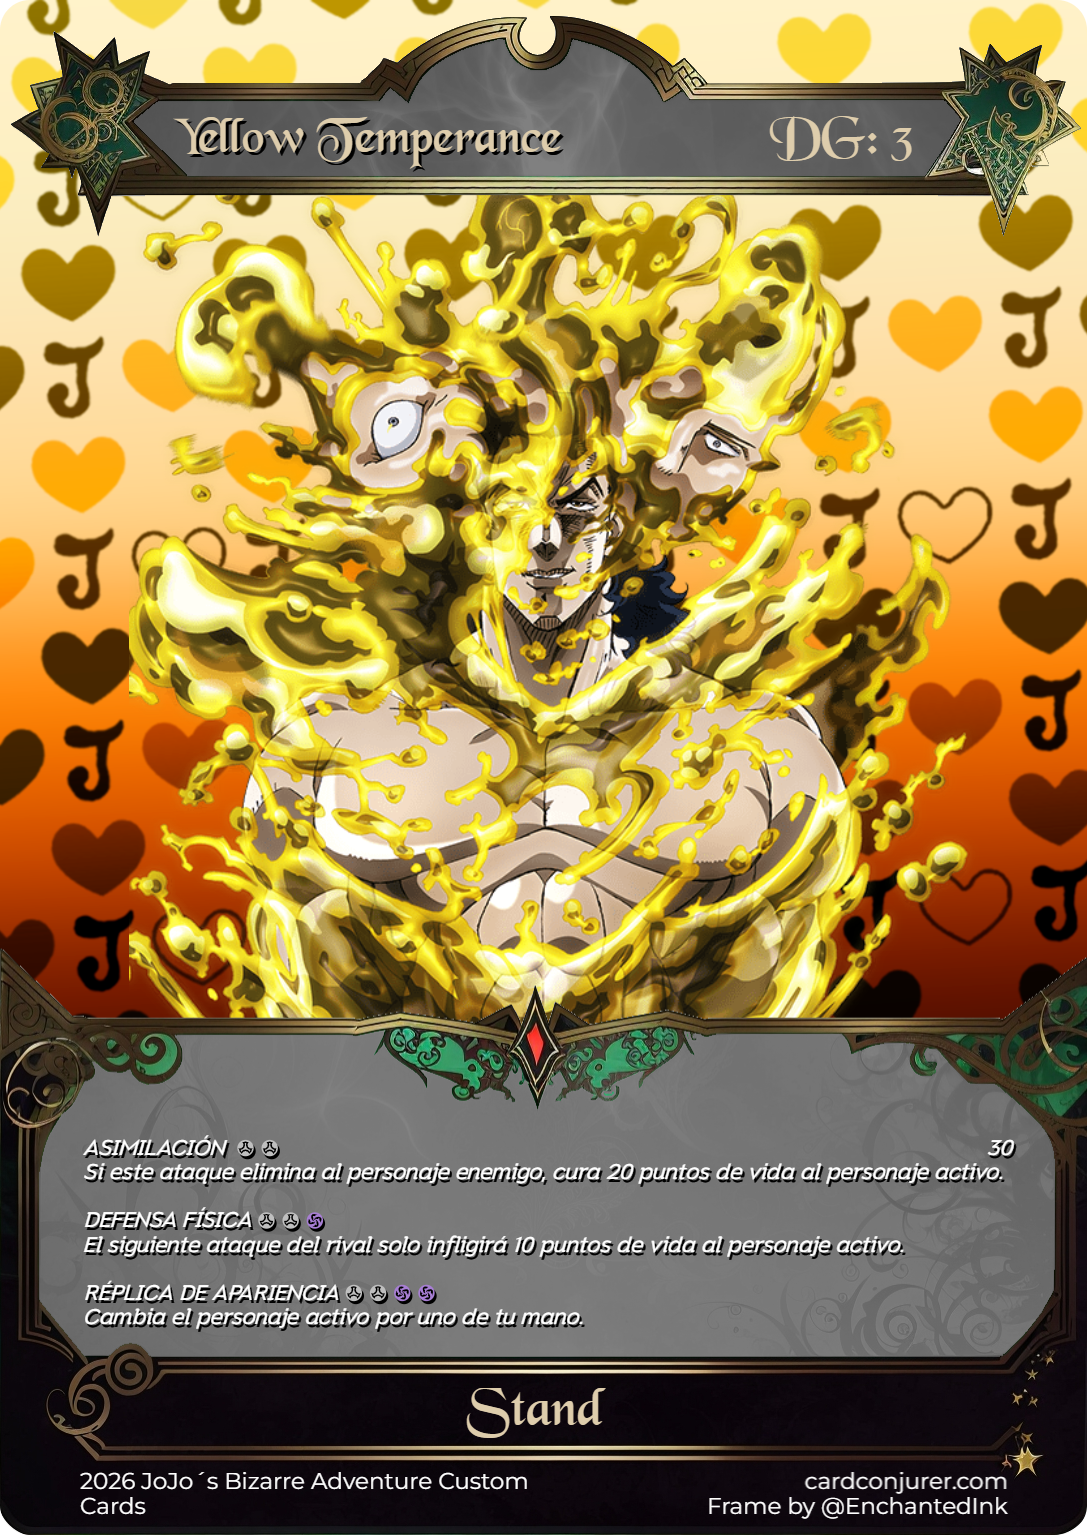 Yellow Temperance DG: 3
ASIMILACIÓN 30
Si este ataque elimina al personaje enemigo, cura 20 puntos de vida al personaje activo.
DEFENSA FÍSICA
El siguiente ataque del rival solo infligirá 10 puntos de vida al personaje activo.
RÉPLICA DE APARIENCIA
Cambia el personaje activo por uno de tu mano.
Stand
2026 JoJo´s Bizarre Adventure Custom
Cards
cardconjurer.com
Frame by @EnchantedInk